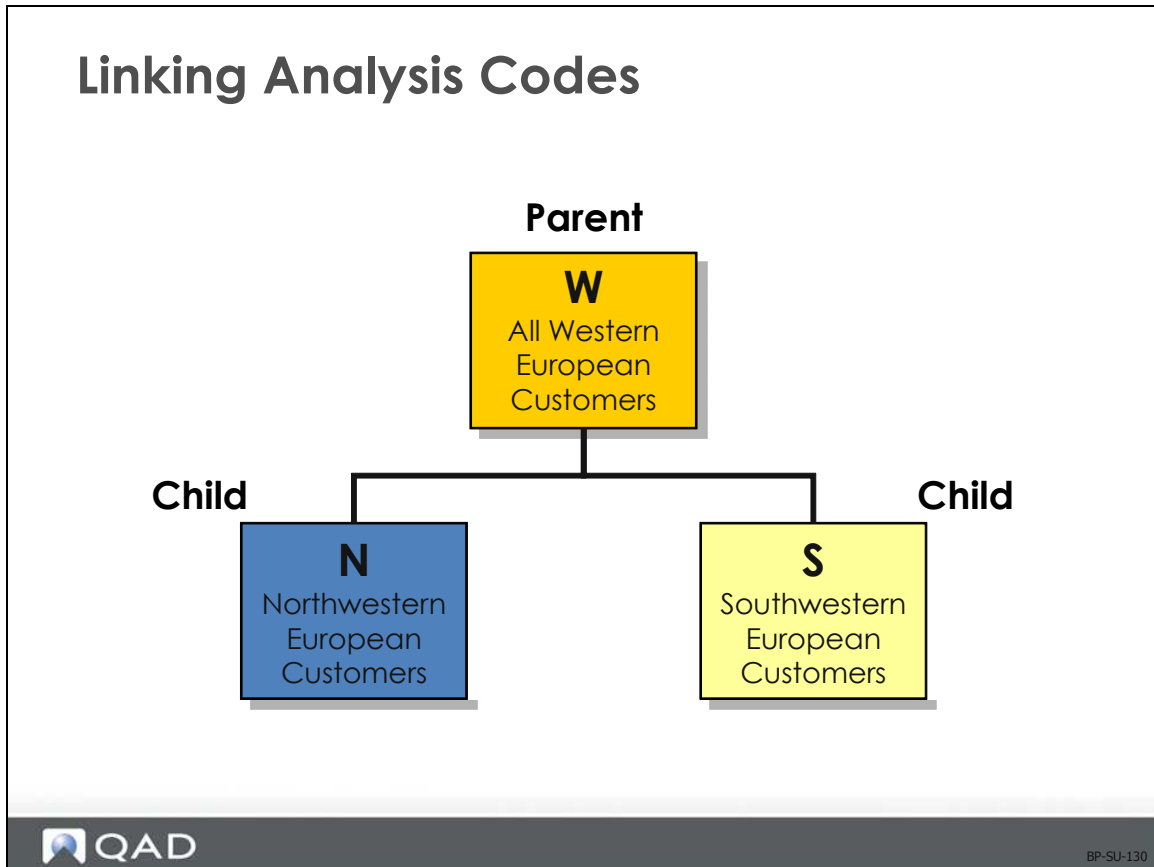 Linking Analysis Codes
Parent
W
All Western
European
Customers
Child
Child
N
Northwestern
European
Customers
S
Southwestern
European
Customers
QAD
BP-SU-130